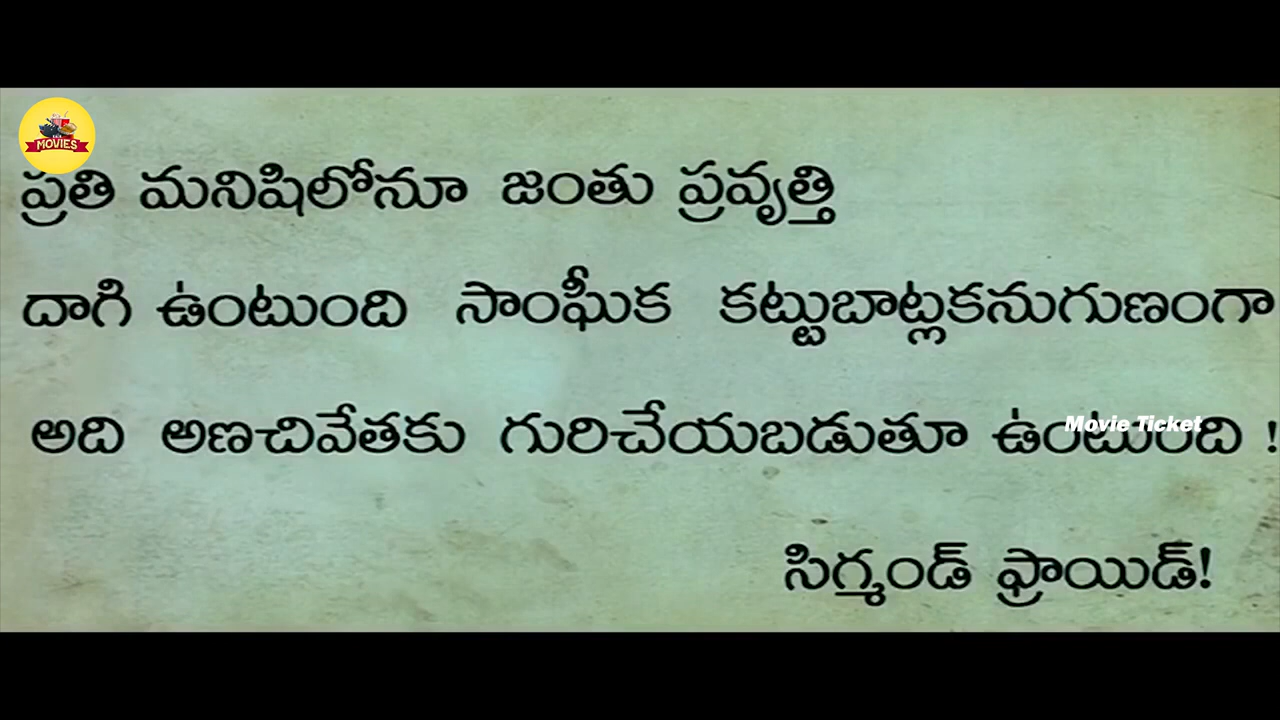 MOVIES
ప్రతి మనిషిలోనూ జంతు ప్రవృత్తి
దాగి ఉంటుంది సాంఘీక కట్టుబాట్లకనుగుణంగా
అది అణచివేతకు గురిచేయబడుతూ ఉంటుంది !
Movie Ticket
సిగ్మండ్ ఫ్రాయిడ్!